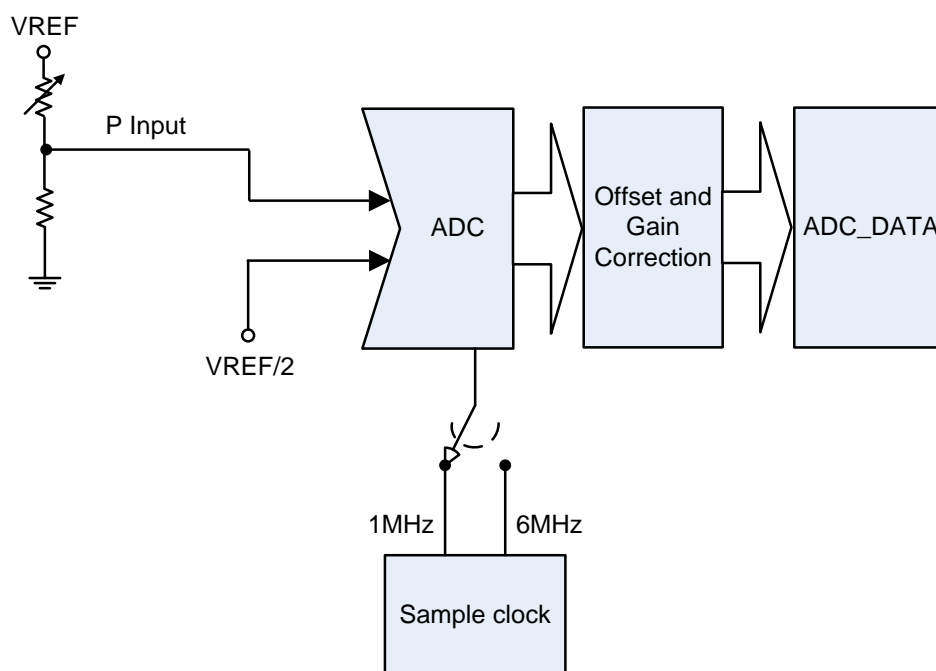 VREF
P Input
ADC
Offset and
Gain
Correction
ADC_DATA
VREF/2
1MHz
6MHz
Sample clock